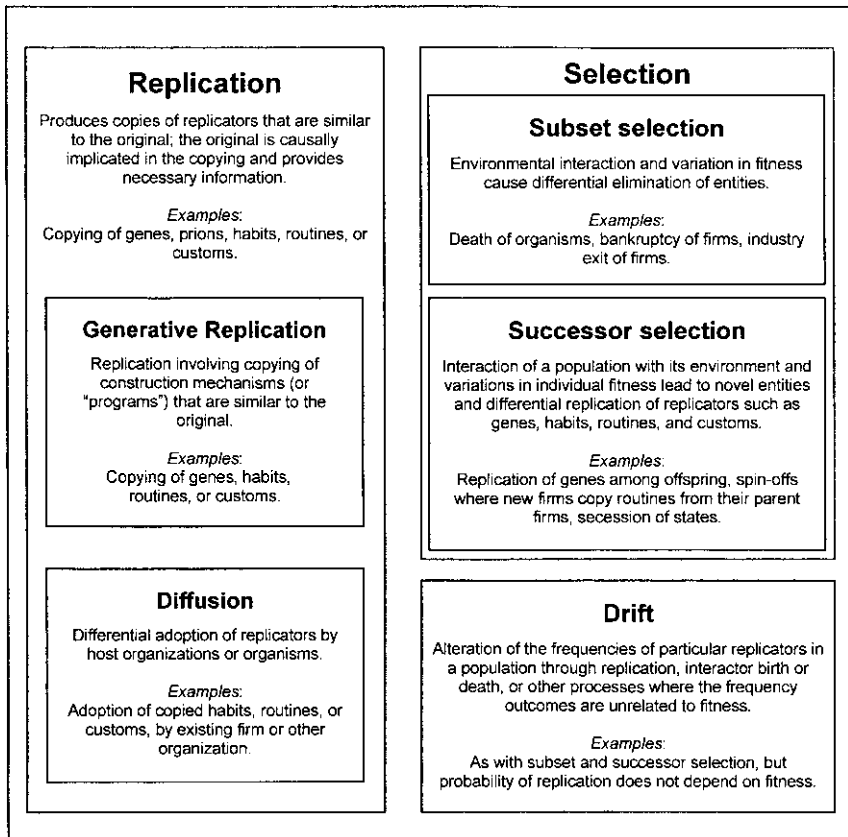 Replication
Produces copies of replicators that are similar
to the original; the original is causally
implicated in the copying and provides
necessary information.
Examples:
Copying of genes, prions, habits, routines, or
customs.
Generative Replication
Replication involving copying of
construction mechanisms (or
"programs") that are similar to the
original.
Examples:
Copying of genes, habits,
routines, or customs.
Diffusion
Differential adoption of replicators by
host organizations or organisms.
Examples:
Adoption of copied habits, routines, or
customs, by existing firm or other
organization.
Selection
Subset selection
Environmental interaction and variation in fitness
cause differential elimination of entities.
Examples:
Death of organisms, bankruptcy of firms, industry
exit of firms.
Successor selection
Interaction of a population with its environment and
variations in individual fitness lead to novel entities
and differential replication of replicators such as
genes, habits, routines, and customs.
Examples:
Replication of genes among offspring, spin-offs
where new firms copy routines from their parent
firms, secession of states.
Drift
Alteration of the frequencies of particular replicators in
a population through replication, interactor birth or
death, or other processes where the frequency
outcomes are unrelated to fitness.
Examples:
As with subset and successor selection, but
probability of replication does not depend on fitness.